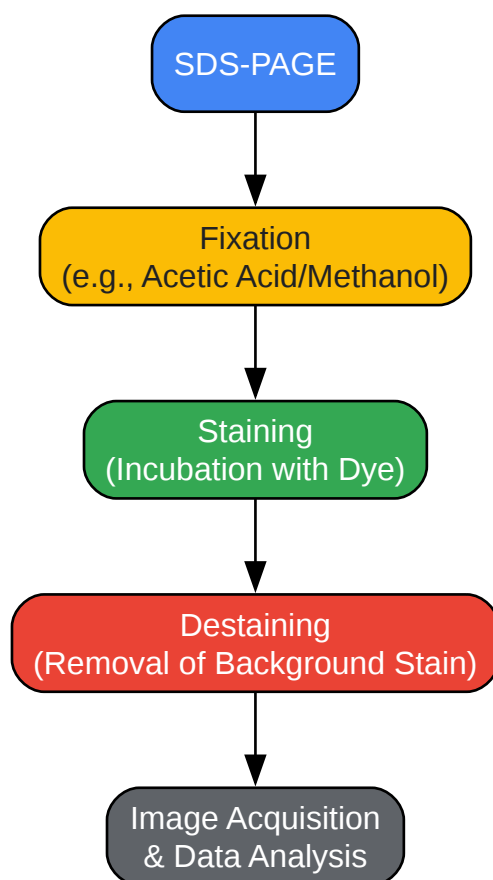 SDS-PAGE
Fixation
(e.g., Acetic Acid/Methanol)
Staining
(Incubation with Dye)
Destaining
(Removal of Background Stain)
Image Acquisition
& Data Analysis